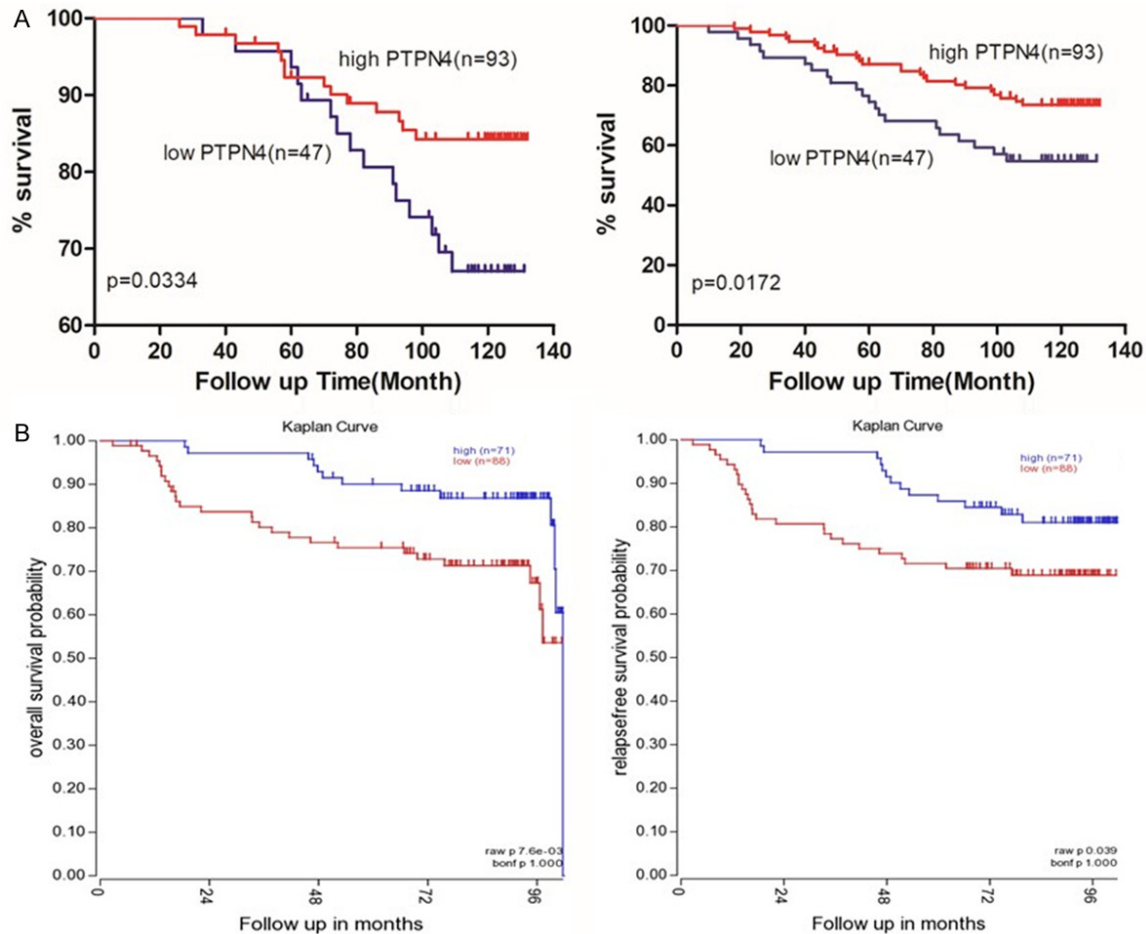 A
100
90
80
70
60
% survival
high PTPN4(n=93)
low PTPN4(n=47)
p=0.0334
0 20 40 60 80 100 120 140
Follow up Time(Month)
100
80
60
40
20
0
% survival
high PTPN4(n=93)
low PTPN4(n=47)
p=0.0172
0 20 40 60 80 100 120 140
Follow up Time(Month)
B
Kaplan Curve
high (n=71)
low (n=88)
1.00
0.90
0.80
0.70
0.60
0.50
0.40
0.30
0.20
0.10
0.00
overall survival probability
raw p 7.6e-03
bonf p 1.000
0 24 48 72 96
Follow up in months
Kaplan Curve
high (n=71)
low (n=88)
1.00
0.90
0.80
0.70
0.60
0.50
0.40
0.30
0.20
0.10
0.00
relapsefree survival probability
raw p 0.039
bonf p 1.000
0 24 48 72 96
Follow up in months